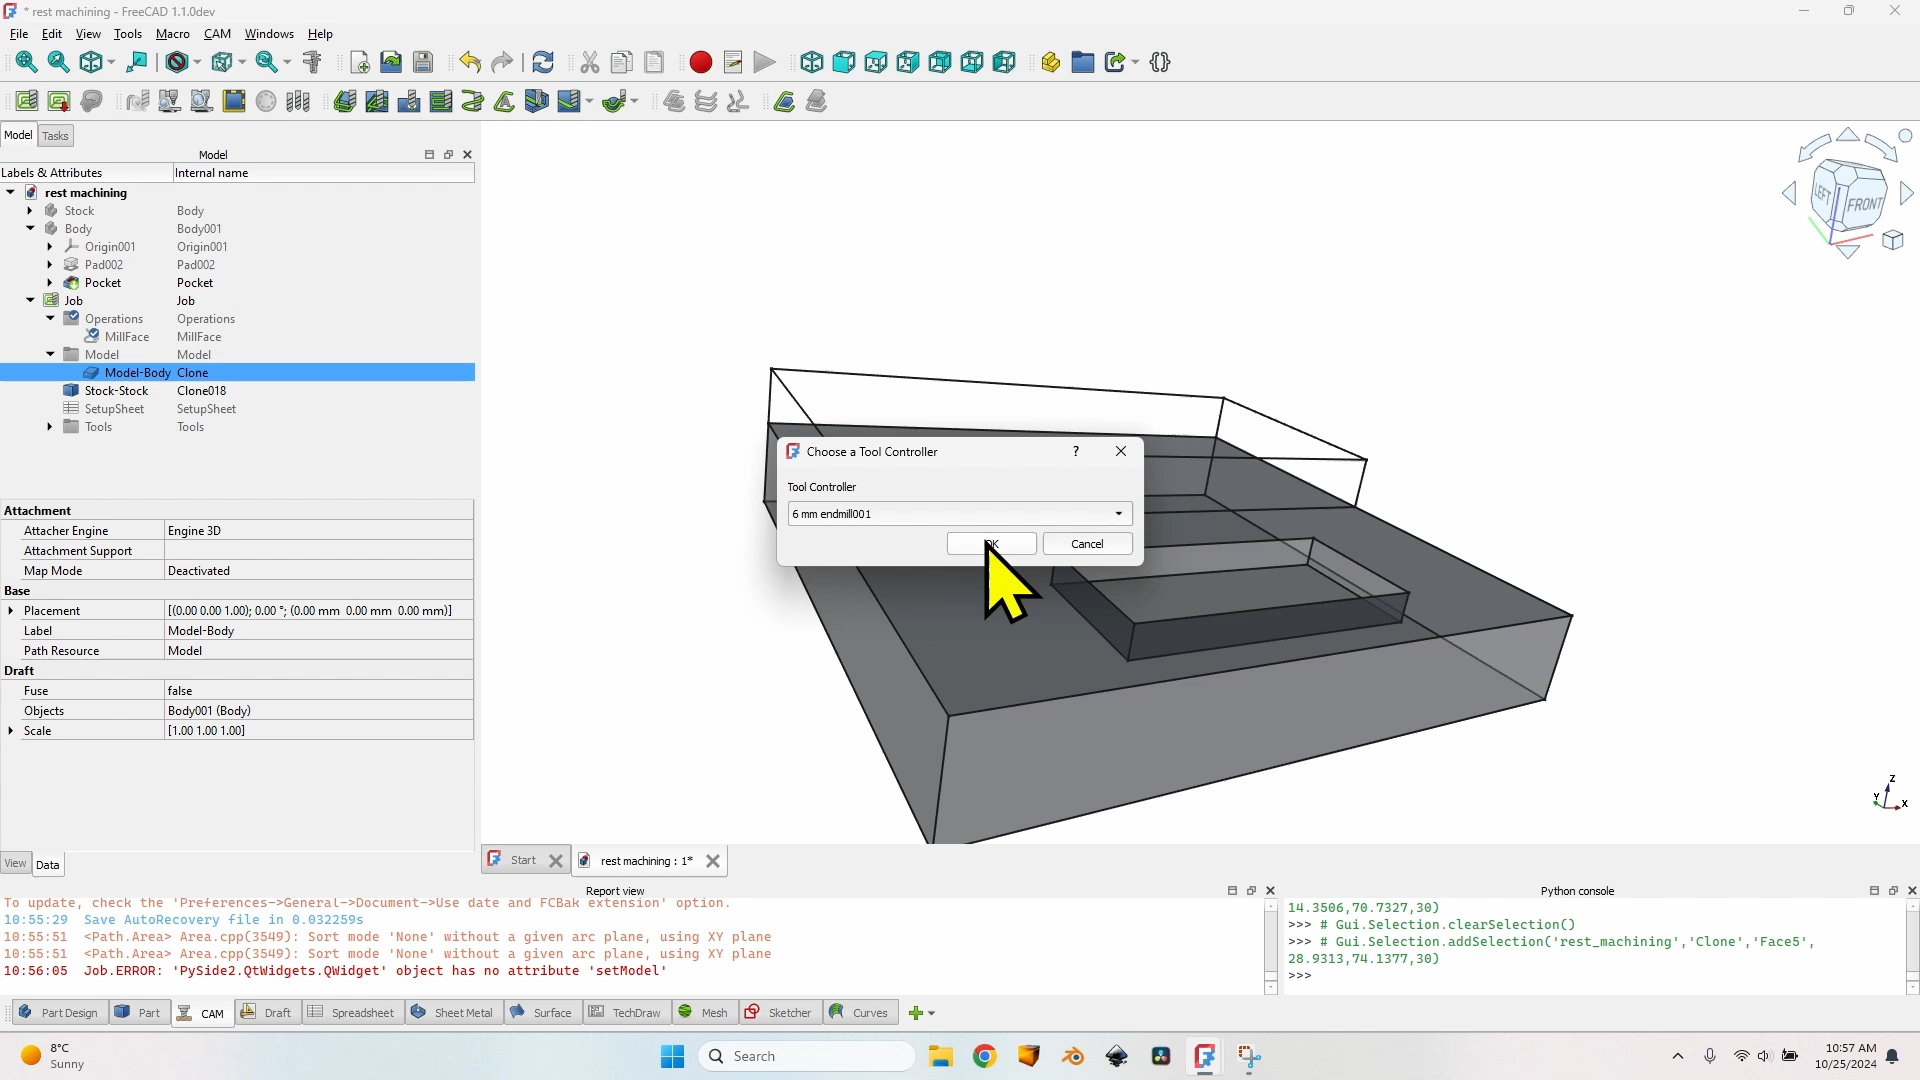 * rest machining - FreeCAD 1.1.0dev
File Edit View Tools Macro CAM Windows Help
Model Tasks
Model
Labels & Attributes Internal name
rest machining
Stock Body
Body Body001
Origin001 Origin001
Pad002 Pad002
Pocket Pocket
Job Job
Operations Operations
MillFace MillFace
Model Model
Model-Body Clone
Stock-Stock Clone018
SetupSheet SetupSheet
Tools Tools
Attachment
Attacher Engine Engine 3D
Attachment Support
Map Mode Deactivated
Base
Placement [(0.00 0.00 1.00); 0.00 °; (0.00 mm 0.00 mm 0.00 mm)]
Label Model-Body
Path Resource Model
Draft
Fuse false
Objects Body001 (Body)
Scale [1.00 1.00 1.00]
View Data
LEFT FRONT
Choose a Tool Controller ?
Tool Controller
6 mm endmill001
OK Cancel
Z
Y X
Start rest machining : 1*
Report view
To update, check the 'Preferences->General->Document->Use date and FCBak extension' option.
10:55:29 Save AutoRecovery file in 0.032259s
10:55:51 <Path.Area> Area.cpp(3549): Sort mode 'None' without a given arc plane, using XY plane
10:55:51 <Path.Area> Area.cpp(3549): Sort mode 'None' without a given arc plane, using XY plane
10:56:05 Job.ERROR: 'PySide2.QtWidgets.QWidget' object has no attribute 'setModel'
Python console
14.3506,70.7327,30)
>>> # Gui.Selection.clearSelection()
>>> # Gui.Selection.addSelection('rest_machining','Clone','Face5',
28.9313,74.1377,30)
>>>
Part Design Part CAM Draft Spreadsheet Sheet Metal Surface TechDraw Mesh Sketcher Curves
8°C
Sunny
Search
10:57 AM
10/25/2024